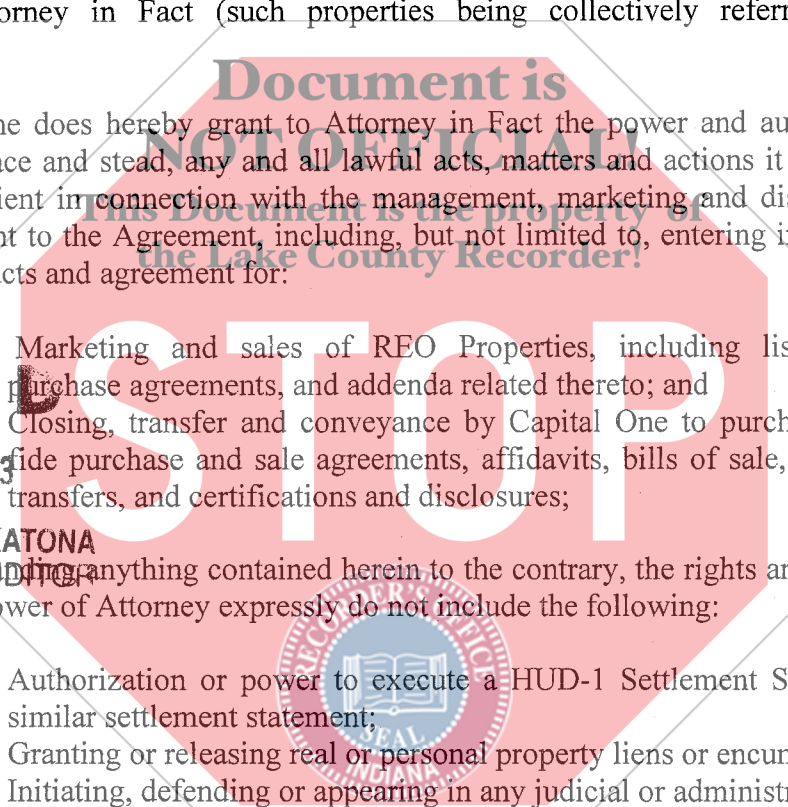 orney in Fact (such properties being collectively referr
Document is
ne does hereby grant to Attorney in Fact the power and au
NOT OFFICIAL!
ace and stead, any and all lawful acts, matters and actions it
ient in connection with the management, marketing and dis
This Document is the property of
nt to the Agreement, including, but not limited to, entering i
the Lake County Recorder!
cts and agreement for:
STOP
Marketing and sales of REO Properties, including lis
purchase agreements, and addenda related thereto; and
Closing, transfer and conveyance by Capital One to purch
3
fide purchase and sale agreements, affidavits, bills of sale,
transfers, and certifications and disclosures;
ATONA
DITOR
nding anything contained herein to the contrary, the rights an
ower of Attorney expressly do not include the following:
RECORDER'S OFFICE
SEAL
INDIANA
Authorization or power to execute a HUD-1 Settlement S
similar settlement statement;
Granting or releasing real or personal property liens or encun
Initiating, defending or appearing in any judicial or administr